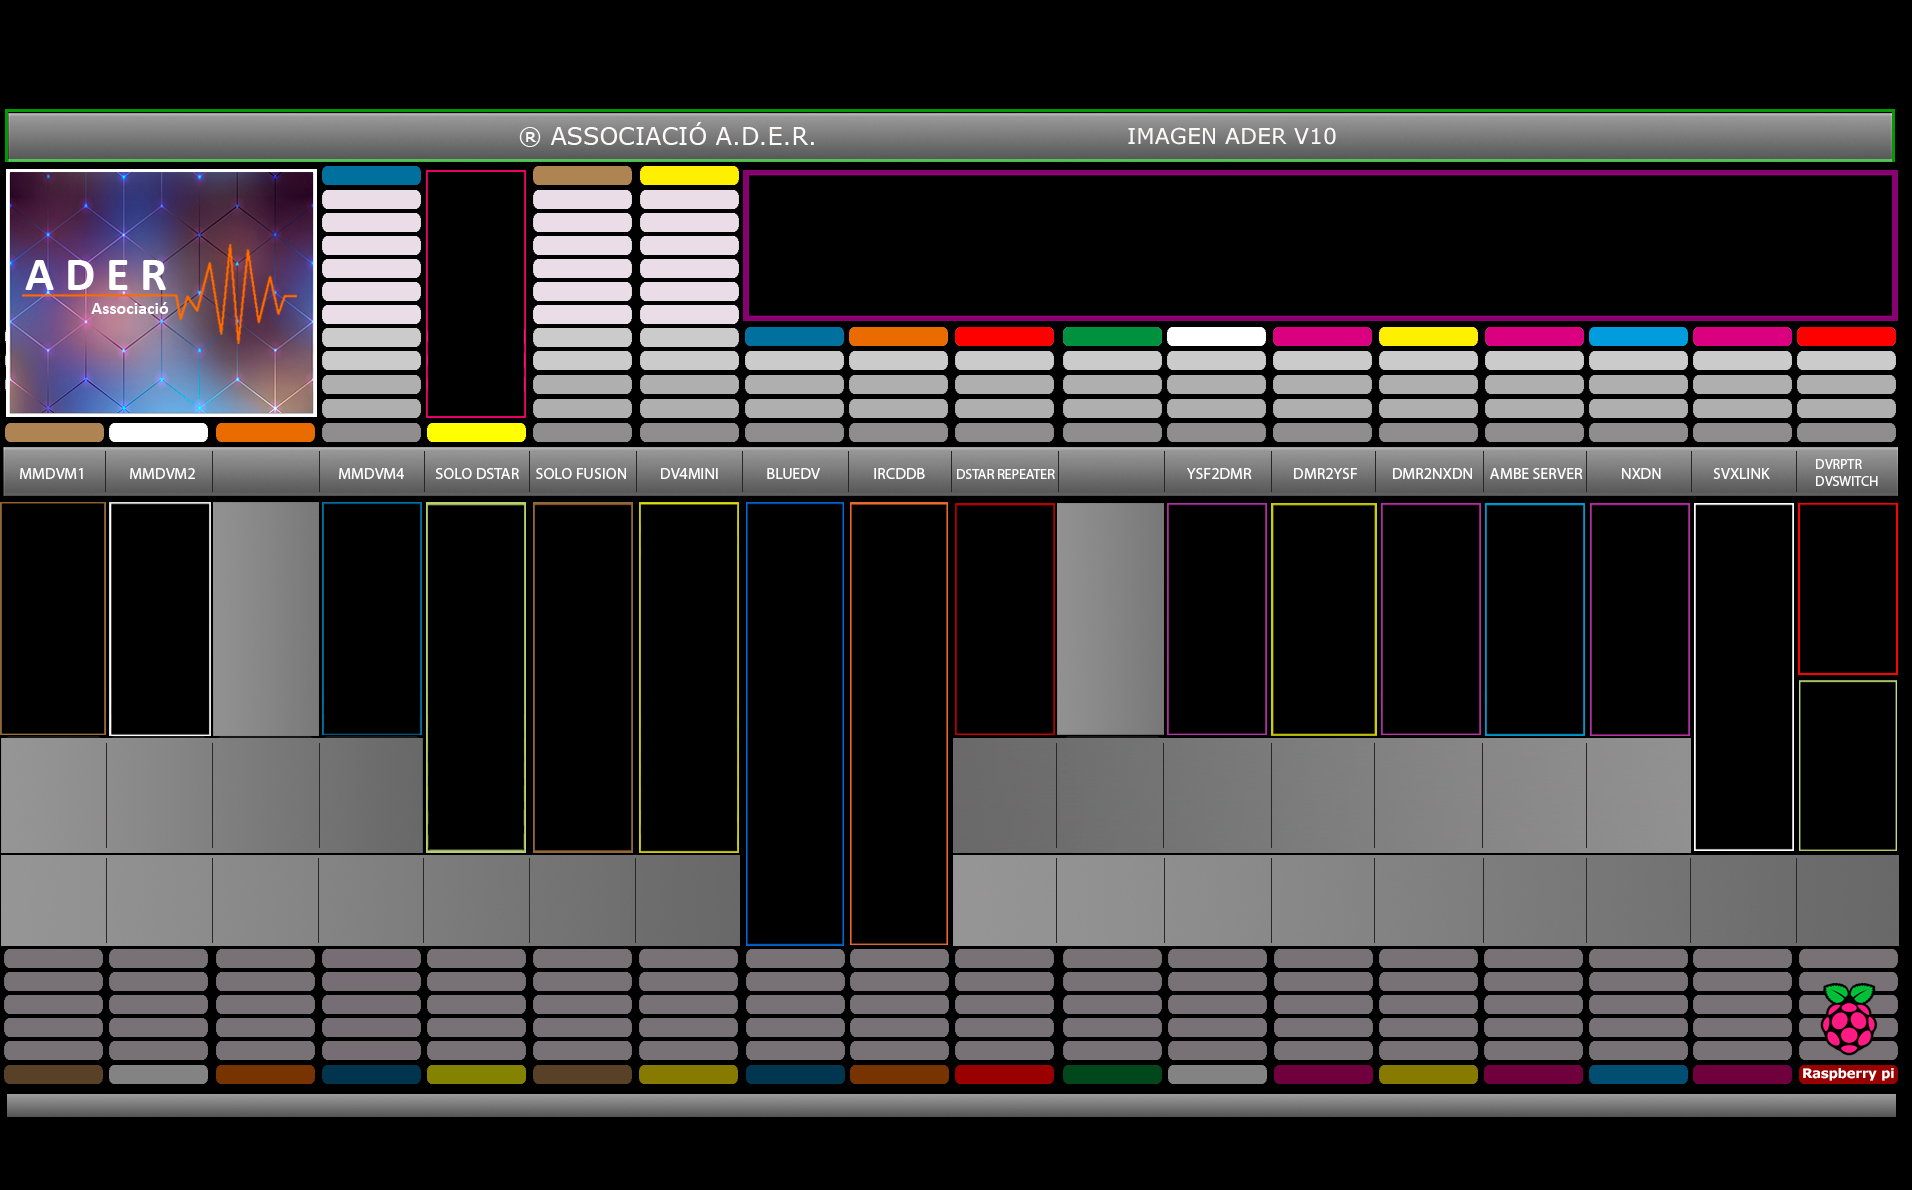 ® ASSOCIACIÓ A.D.E.R.
IMAGEN ADER V10
ADER
Associació
MMDVM1
MMDVM2
MMDVM4
SOLO DSTAR
SOLO FUSION
DV4MINI
BLUEDV
IRCDDB
DSTAR REPEATER
YSF2DMR
DMR2YSF
DMR2NXDN
AMBE SERVER
NXDN
SVXLINK
DVRPTR
DVSWITCH
Raspberry pi